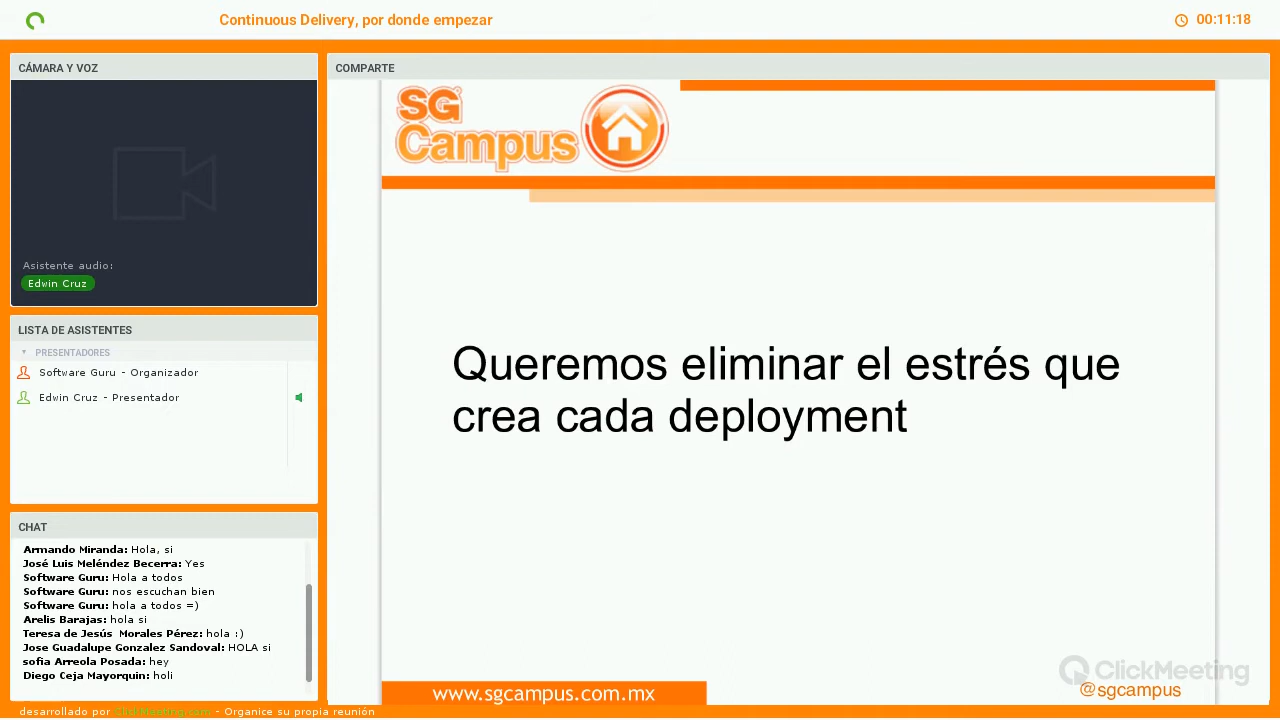 Continuous Delivery, por donde empezar
00:11:18
CÁMARA Y VOZ
Asistente audio:
Edwin Cruz
LISTA DE ASISTENTES
PRESENTADORES
Software Guru - Organizador
Edwin Cruz - Presentador
CHAT
Armando Miranda: Hola, si
José Luis Meléndez Becerra: Yes
Software Guru: Hola a todos
Software Guru: nos escuchan bien
Software Guru: hola a todos =)
Arelis Barajas: hola si
Teresa de Jesús Morales Pérez: hola :)
Jose Guadalupe Gonzalez Sandoval: HOLA si
sofia Arreola Posada: hey
Diego Ceja Mayorquin: holi
desarrollado por ClickMeeting.com - Organice su propia reunión
COMPARTE
SG
Campus
Queremos eliminar el estrés que
crea cada deployment
ClickMeeting
@sgcampus
www.sgcampus.com.mx